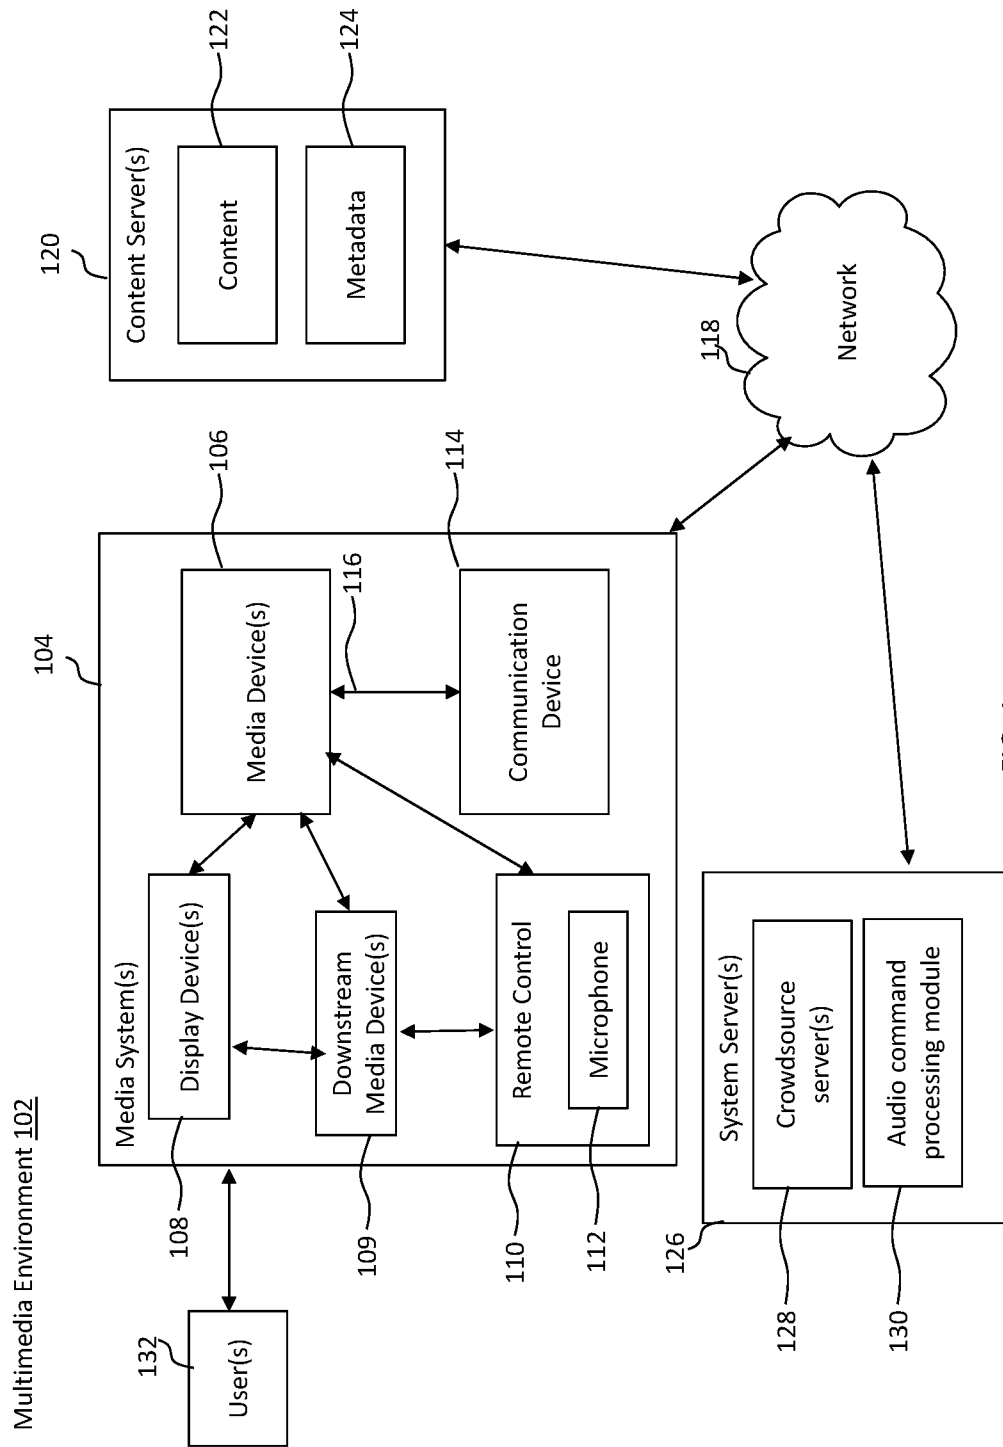 Multimedia Environment 102
132
User(s)
104
Media System(s)
Display Device(s)
108
Downstream
Media Device(s)
109
Remote Control
110
Microphone
112
Media Device(s)
106
116
Communication
Device
114
120
Content Server(s)
Content
122
Metadata
124
118
Network
126
System Server(s)
Crowdsource
server(s)
128
Audio command
processing module
130